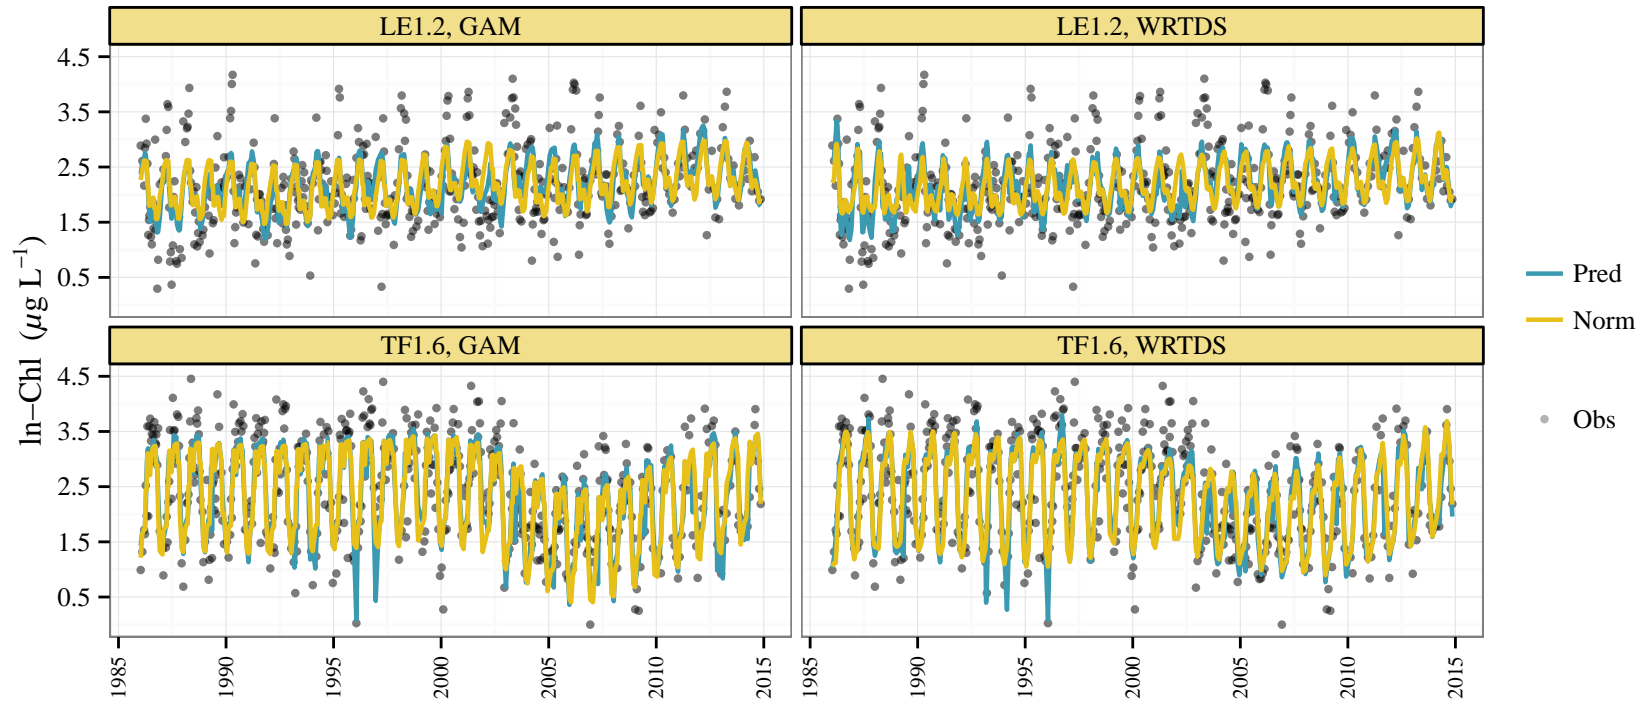 LE1.2, GAM
LE1.2, WRTDS
4.5
3.5
2.5
1.5
0.5
TF1.6, GAM
TF1.6, WRTDS
4.5
3.5
2.5
1.5
0.5
ln−Chl (μg L⁻¹)
1985 1990 1995 2000 2005 2010 2015
1985 1990 1995 2000 2005 2010 2015
Pred
Norm
Obs